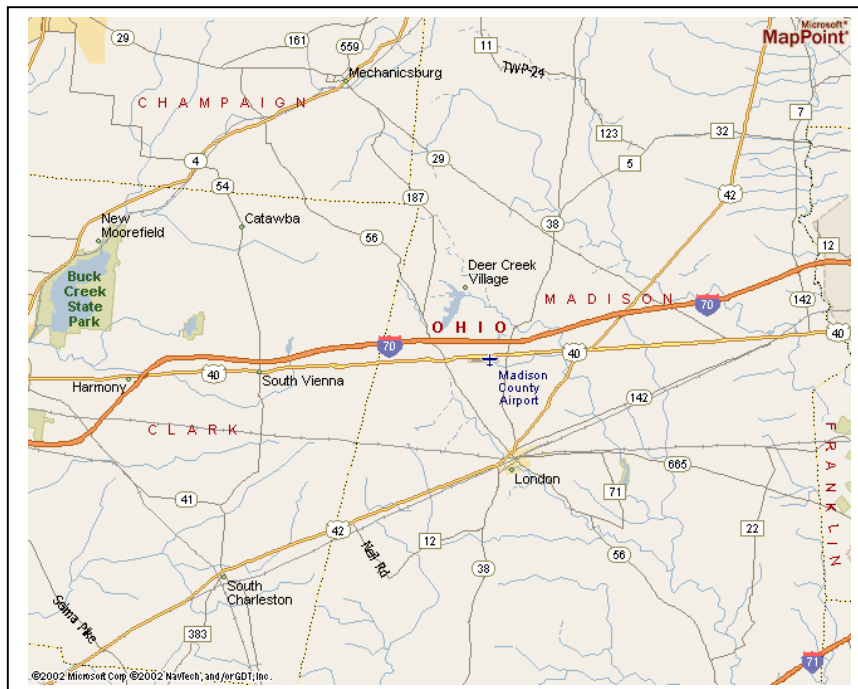 Microsoft®
MapPoint®
29
161
559
11
TWP-24
Mechanicsburg
CHAMPAIGN
7
123
32
4
29
5
54
187
42
New
Moorefield
Catawba
56
38
12
Buck
Creek
State
Park
Deer Creek
Village
MADISON
70
142
OHIO
40
70
40
Harmony
40
South Vienna
Madison
County
Airport
142
CLARK
FRANKLIN
665
London
41
71
42
12
22
Neil Rd
38
56
South
Charleston
Selma Pike
383
71
©2002 Microsoft Corp ©2002 NavTech, and/or GDT, Inc.